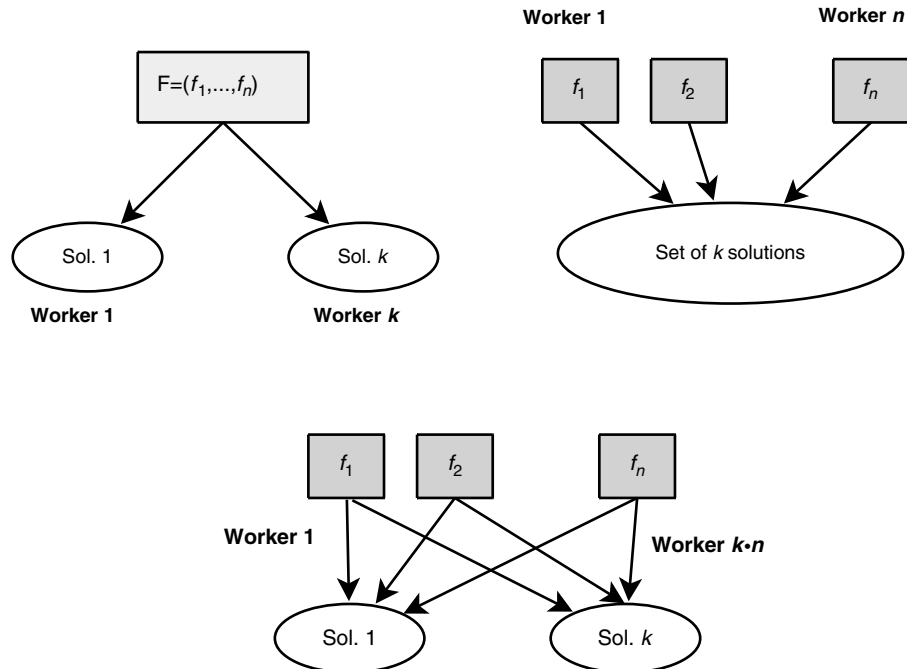 F=(f₁,...,fₙ)
Sol. 1
Sol. k
Worker 1
Worker k
Worker 1
Worker n
f₁
f₂
fₙ
Set of k solutions
f₁
f₂
fₙ
Worker 1
Worker k•n
Sol. 1
Sol. k